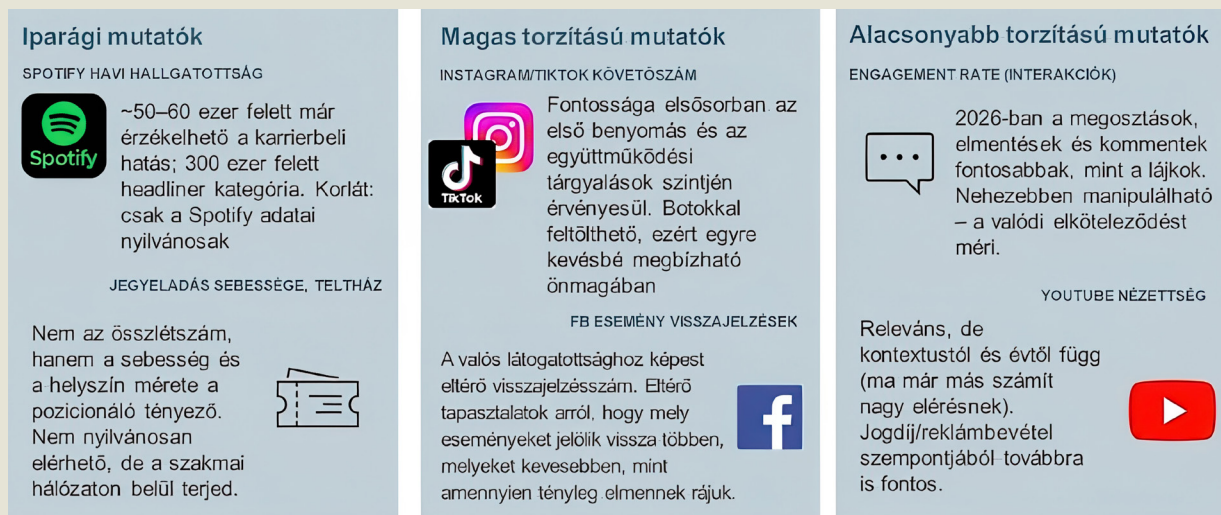 Iparági mutatók
SPOTIFY HAVI HALLGATOTTSÁG
Spotify
~50–60 ezer felett már
érzékelhető a karrierbeli
hatás; 300 ezer felett
headliner kategória. Korlát:
csak a Spotify adatai
nyilvánosak
JEGYELADÁS SEBESSÉGE, TELTHÁZ
Nem az összlétszám,
hanem a sebesség és
a helyszín mérete a
pozicionáló tényező.
Nem nyilvánosan
elérhető, de a szakmai
hálózaton belül terjed.
Magas torzítású mutatók
INSTAGRAM/TIKTOK KÖVETŐSZÁM
TikTok
Fontossága elsősorban az
első benyomás és az
együttműködési
tárgyalások szintjén
érvényesül. Botokkal
feltölthető, ezért egyre
kevésbé megbízható
önmagában
FB ESEMÉNY VISSZAJELZÉSEK
A valós látogatottsághoz képest
eltérő visszajelzésszám. Eltérő
tapasztalatok arról, hogy mely
eseményeket jelölik vissza többen,
melyeket kevesebben, mint
amennyien tényleg elmennek rájuk.
f
Alacsonyabb torzítású mutatók
ENGAGEMENT RATE (INTERAKCIÓK)
2026-ban a megosztások,
elmentések és kommentek
fontosabbak, mint a lájkok.
Nehezebben manipulálható
– a valódi elköteleződést
méri.
YOUTUBE NÉZETTSÉG
Releváns, de
kontextustól és évtől függ
(ma már más számít
nagy elérésnek).
Jogdíj/reklámbevétel
szempontjából továbbra
is fontos.